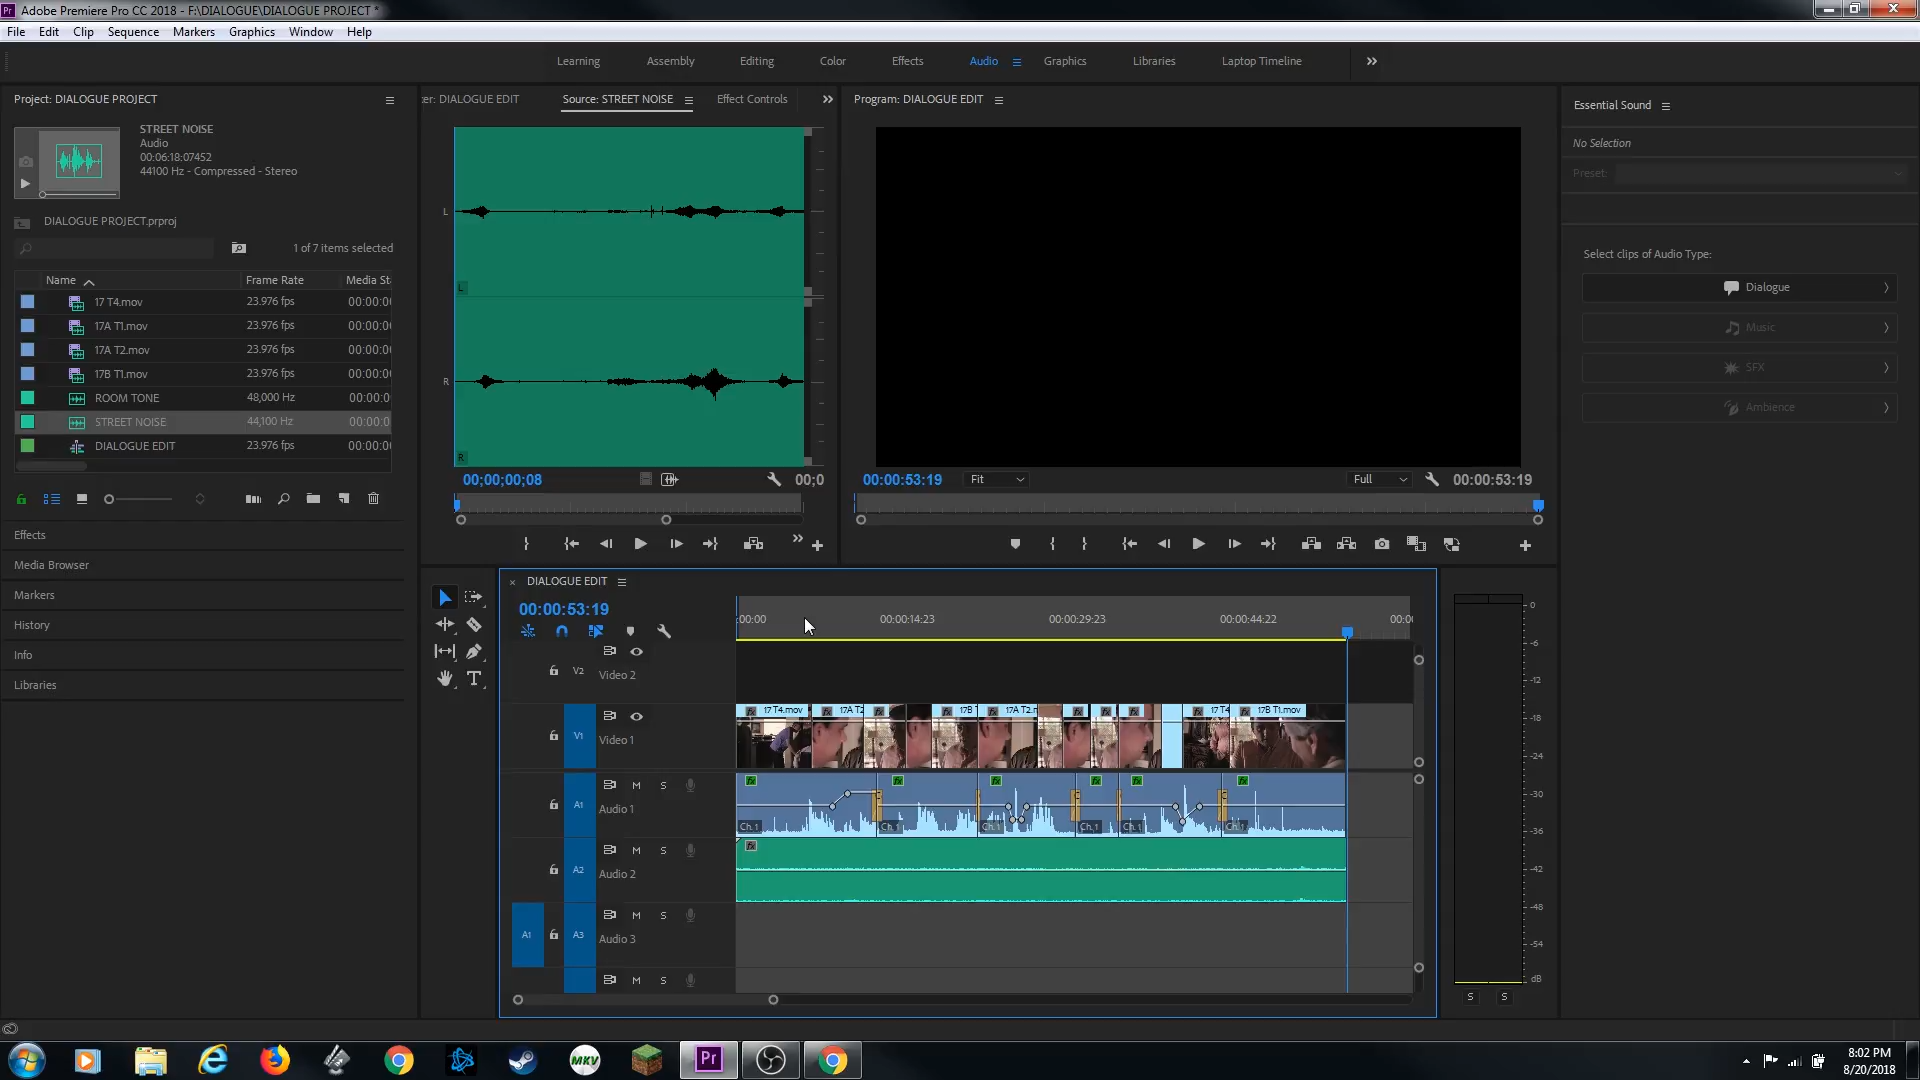 Pr Adobe Premiere Pro CC 2018 - F:\DIALOGUE\DIALOGUE PROJECT *
File Edit Clip Sequence Markers Graphics Window Help
Learning Assembly Editing Color Effects Audio Graphics Libraries Laptop Timeline
Project: DIALOGUE PROJECT
STREET NOISE
Audio
00:06:18:07452
44100 Hz - Compressed - Stereo
DIALOGUE PROJECT.prproj
1 of 7 items selected
Name Frame Rate Media St
17 T4.mov 23.976 fps 00:00:0
17A T1.mov 23.976 fps 00:00:0
17A T2.mov 23.976 fps 00:00:0
17B T1.mov 23.976 fps 00:00:0
ROOM TONE 48,000 Hz 00:00:0
STREET NOISE 44,100 Hz 00:00:0
DIALOGUE EDIT 23.976 fps 00:00:0
Effects
Media Browser
Markers
History
Info
Libraries
er: DIALOGUE EDIT Source: STREET NOISE Effect Controls
L
L
R
R
00;00;00;08 00;0
Program: DIALOGUE EDIT
00:00:53:19 Fit Full 00:00:53:19
Essential Sound
No Selection
Preset:
Select clips of Audio Type:
Dialogue
Music
SFX
Ambience
DIALOGUE EDIT
00:00:53:19
:00:00 00:00:14:23 00:00:29:23 00:00:44:22 00:0
V2 Video 2
V1 Video 1
17 T4.mov 17A T2 17B 17A T2.m 17 T4 17B T1.mov
A1 M S Audio 1
Ch. 1 Ch. 1 Ch. 1 Ch. 1 Ch. 1 Ch. 1
A2 M S Audio 2
A1 A3 M S Audio 3
M S
0
-6
-12
-18
-24
-30
-36
-42
-48
-54
dB
S S
MKV Pr
8:02 PM
8/20/2018